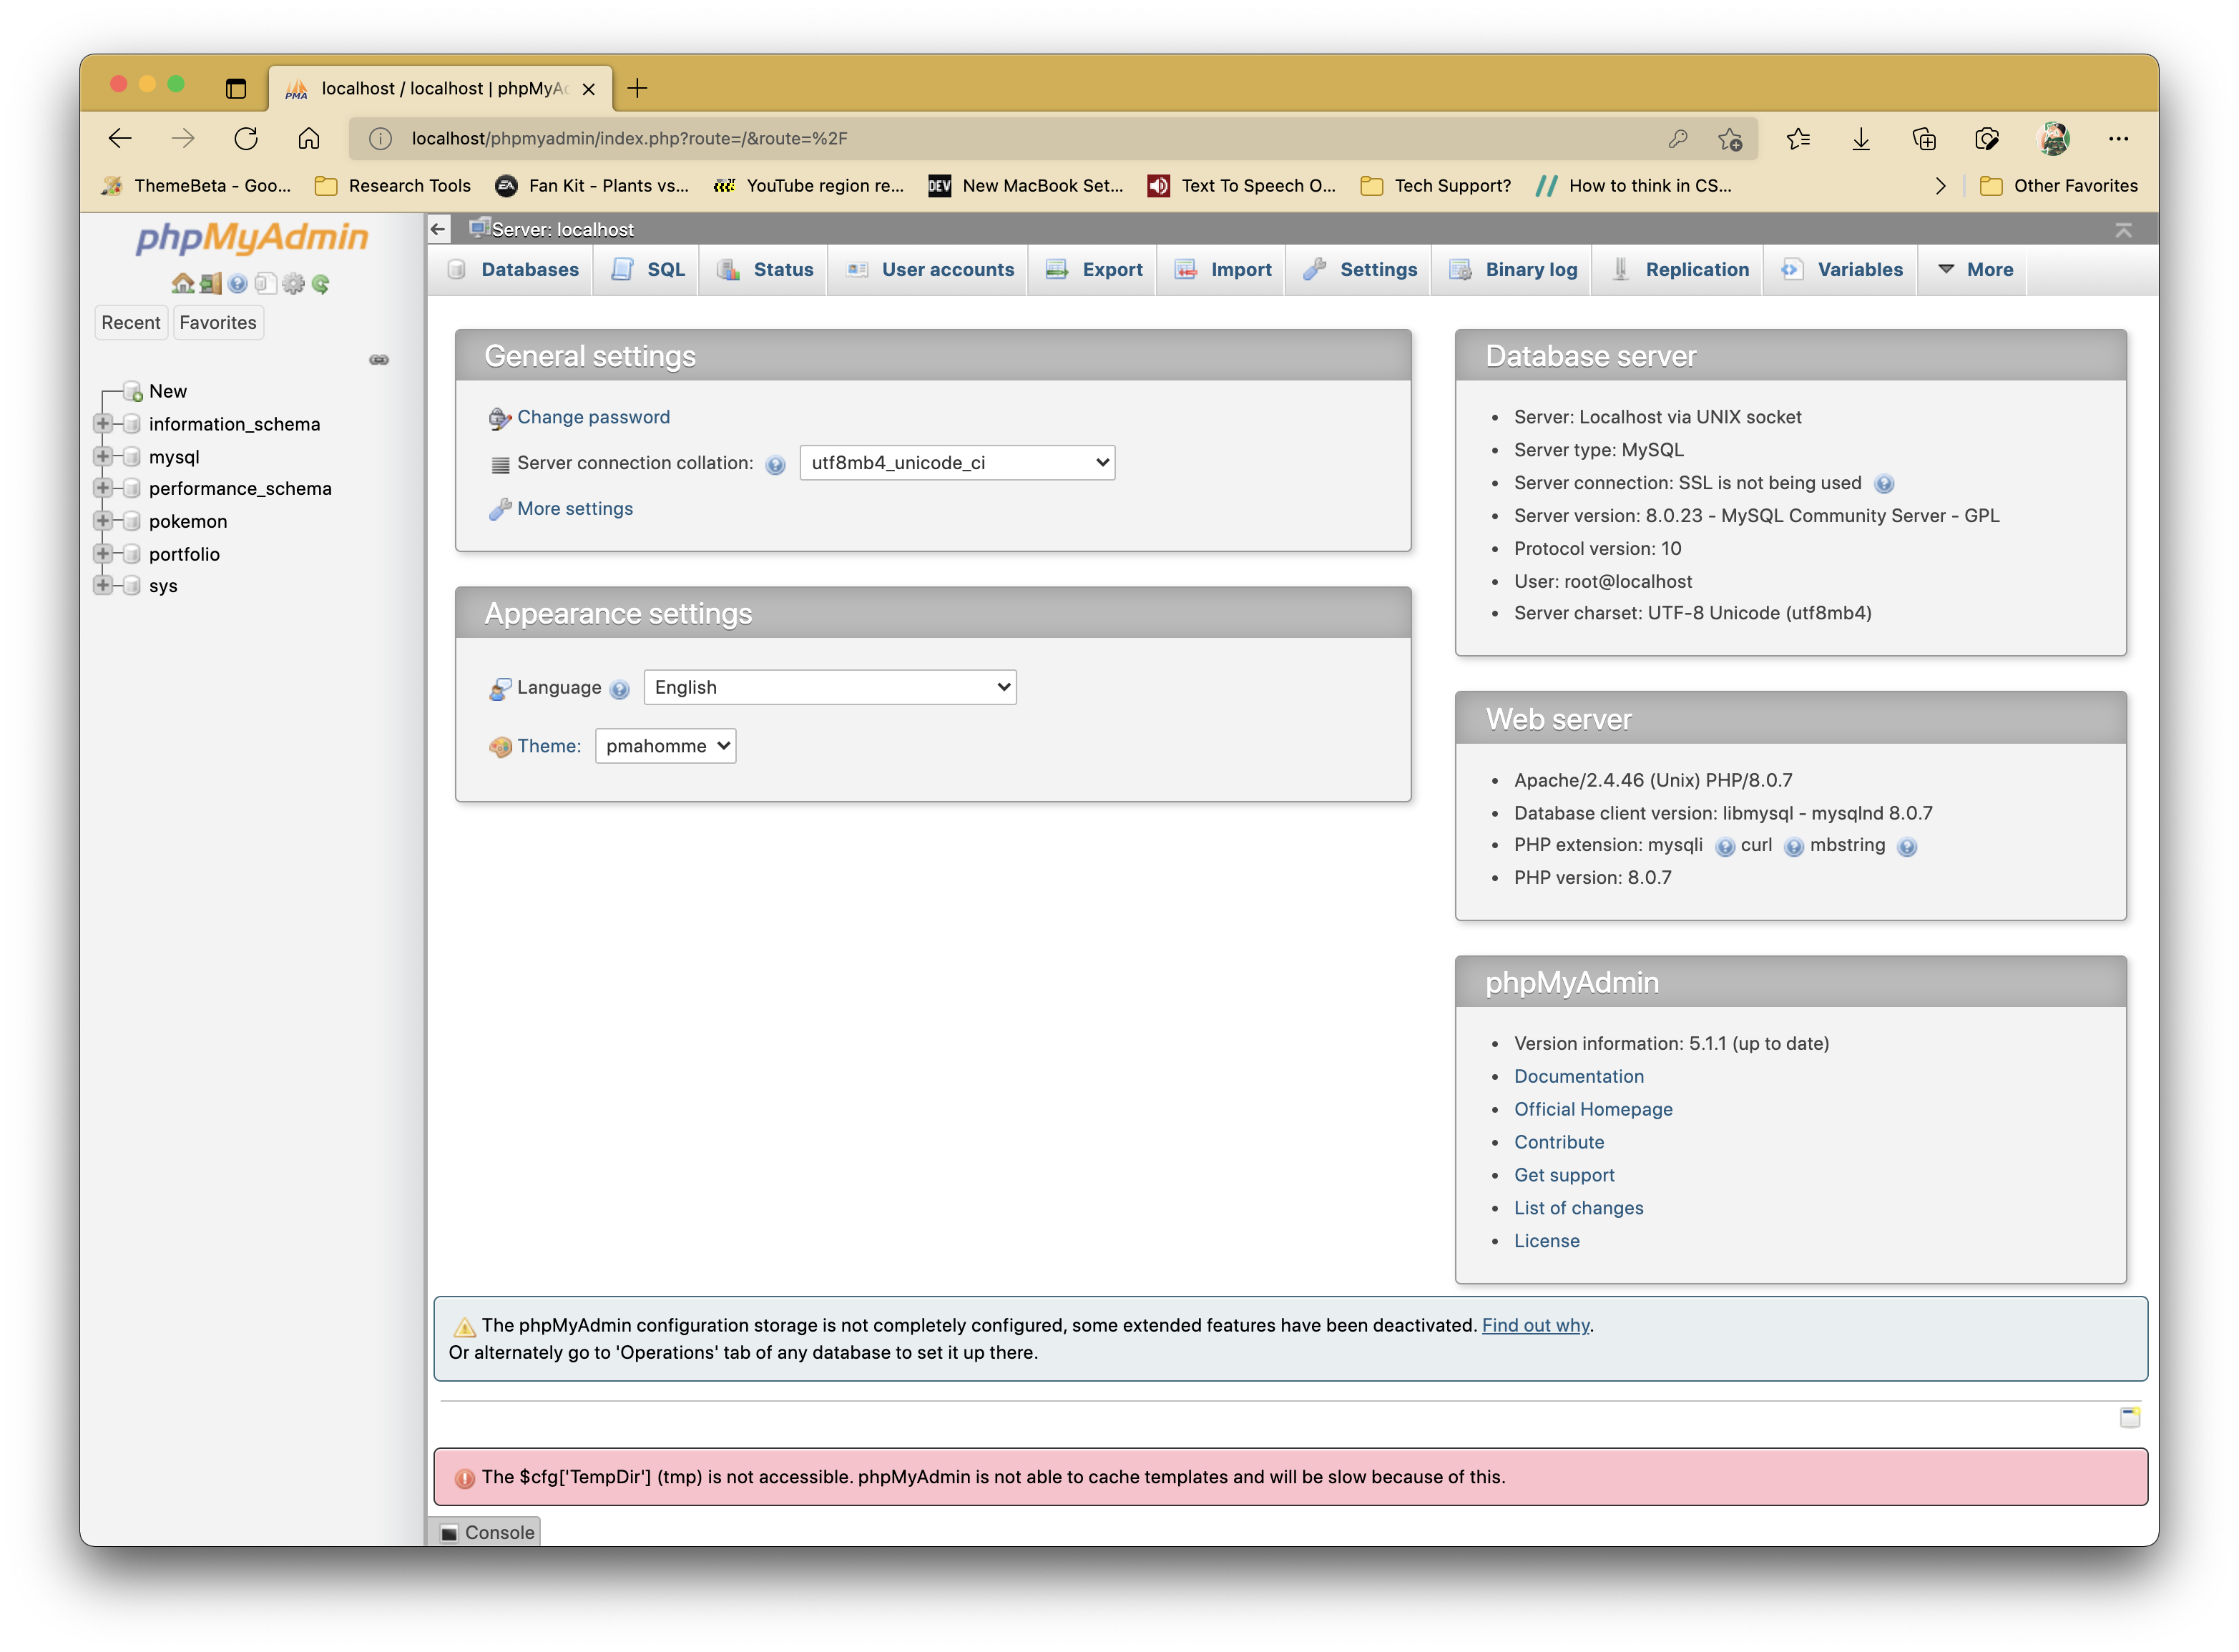 PMA localhost / localhost | phpMyAd
localhost/phpmyadmin/index.php?route=/&route=%2F
ThemeBeta - Goo...
Research Tools
EA
Fan Kit - Plants vs...
YouTube region re...
DEV
New MacBook Set...
Text To Speech O...
Tech Support?
How to think in CS...
Other Favorites
phpMyAdmin
Recent
Favorites
New
information_schema
mysql
performance_schema
pokemon
portfolio
sys
Server: localhost
Databases
SQL
Status
User accounts
Export
Import
Settings
Binary log
Replication
Variables
More
General settings
Change password
Server connection collation:
utf8mb4_unicode_ci
More settings
Appearance settings
Language
English
Theme:
pmahomme
Database server
Server: Localhost via UNIX socket
Server type: MySQL
Server connection: SSL is not being used
Server version: 8.0.23 - MySQL Community Server - GPL
Protocol version: 10
User: root@localhost
Server charset: UTF-8 Unicode (utf8mb4)
Web server
Apache/2.4.46 (Unix) PHP/8.0.7
Database client version: libmysql - mysqlnd 8.0.7
PHP extension: mysqli curl mbstring
PHP version: 8.0.7
phpMyAdmin
Version information: 5.1.1 (up to date)
Documentation
Official Homepage
Contribute
Get support
List of changes
License
The phpMyAdmin configuration storage is not completely configured, some extended features have been deactivated. Find out why.
Or alternately go to 'Operations' tab of any database to set it up there.
The $cfg['TempDir'] (tmp) is not accessible. phpMyAdmin is not able to cache templates and will be slow because of this.
Console